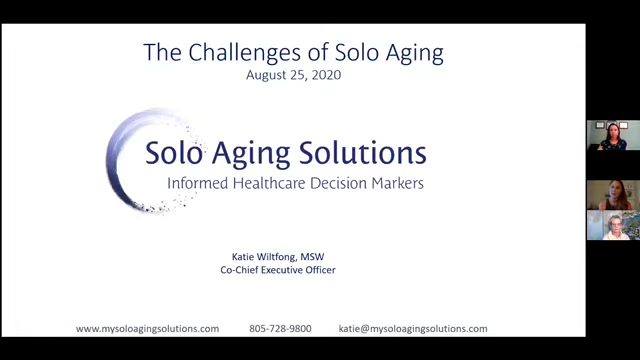 The Challenges of Solo Aging
August 25, 2020
Solo Aging Solutions
Informed Healthcare Decision Markers
Katie Wiltfong, MSW
Co-Chief Executive Officer
www.mysoloagingsolutions.com 805-728-9800 katie@mysoloagingsolutions.com